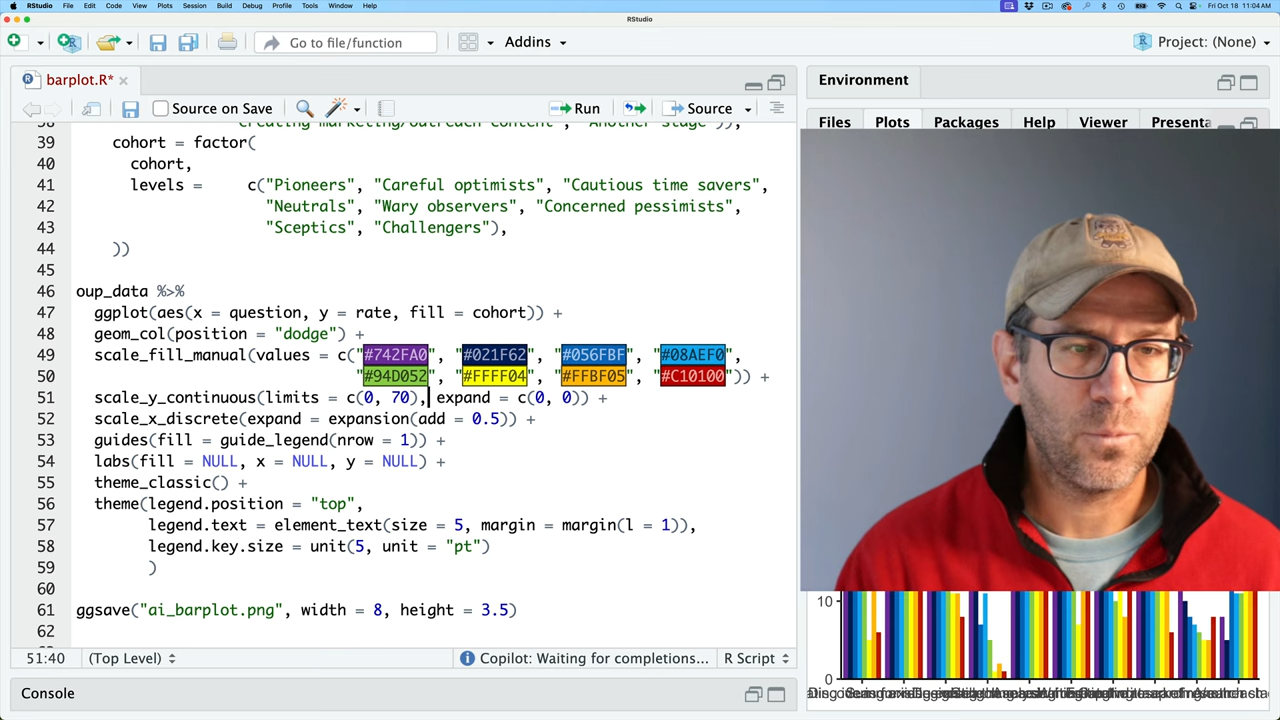 RStudio File Edit Code View Plots Session Build Debug Profile Tools Window Help Fri Oct 18 11:04 AM
RStudio
Go to file/function Addins Project: (None)
barplot.R*
Source on Save Run Source
"Creating marketing/outreach content", "Another stage")),
39 cohort = factor(
40 cohort,
41 levels = c("Pioneers", "Careful optimists", "Cautious time savers",
42 "Neutrals", "Wary observers", "Concerned pessimists",
43 "Sceptics", "Challengers"),
44 ))
45
46 oup_data %>%
47 ggplot(aes(x = question, y = rate, fill = cohort)) +
48 geom_col(position = "dodge") +
49 scale_fill_manual(values = c("#742FA0", "#021F62", "#056FBF", "#08AEF0",
50 "#94D052", "#FFFF04", "#FFBF05", "#C10100")) +
51 scale_y_continuous(limits = c(0, 70), expand = c(0, 0)) +
52 scale_x_discrete(expand = expansion(add = 0.5)) +
53 guides(fill = guide_legend(nrow = 1)) +
54 labs(fill = NULL, x = NULL, y = NULL) +
55 theme_classic() +
56 theme(legend.position = "top",
57 legend.text = element_text(size = 5, margin = margin(l = 1)),
58 legend.key.size = unit(5, unit = "pt")
59 )
60
61 ggsave("ai_barplot.png", width = 8, height = 3.5)
62
51:40 (Top Level) Copilot: Waiting for completions... R Script
Console
Environment
Files Plots Packages Help Viewer Presenta
10
0